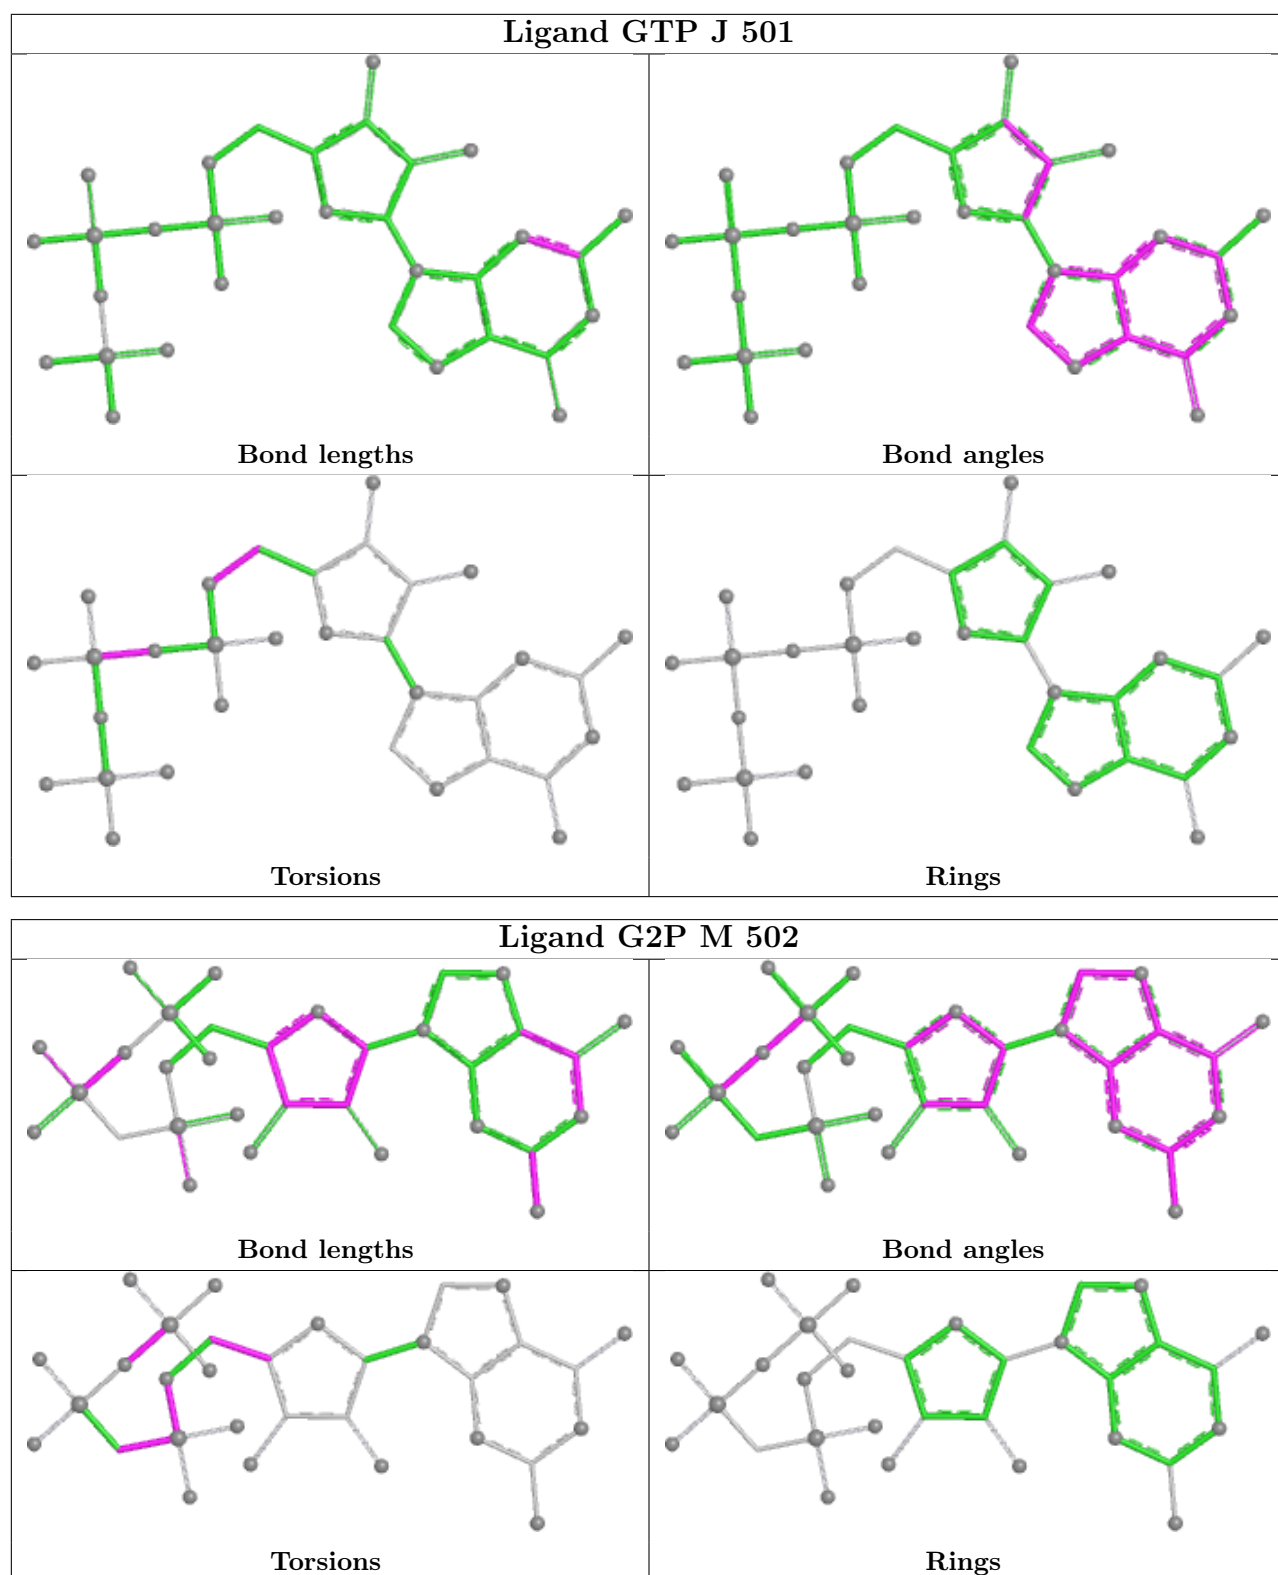 Ligand GTP J 501
Bond lengths
Bond angles
Torsions
Rings
Ligand G2P M 502
Bond lengths
Bond angles
Torsions
Rings